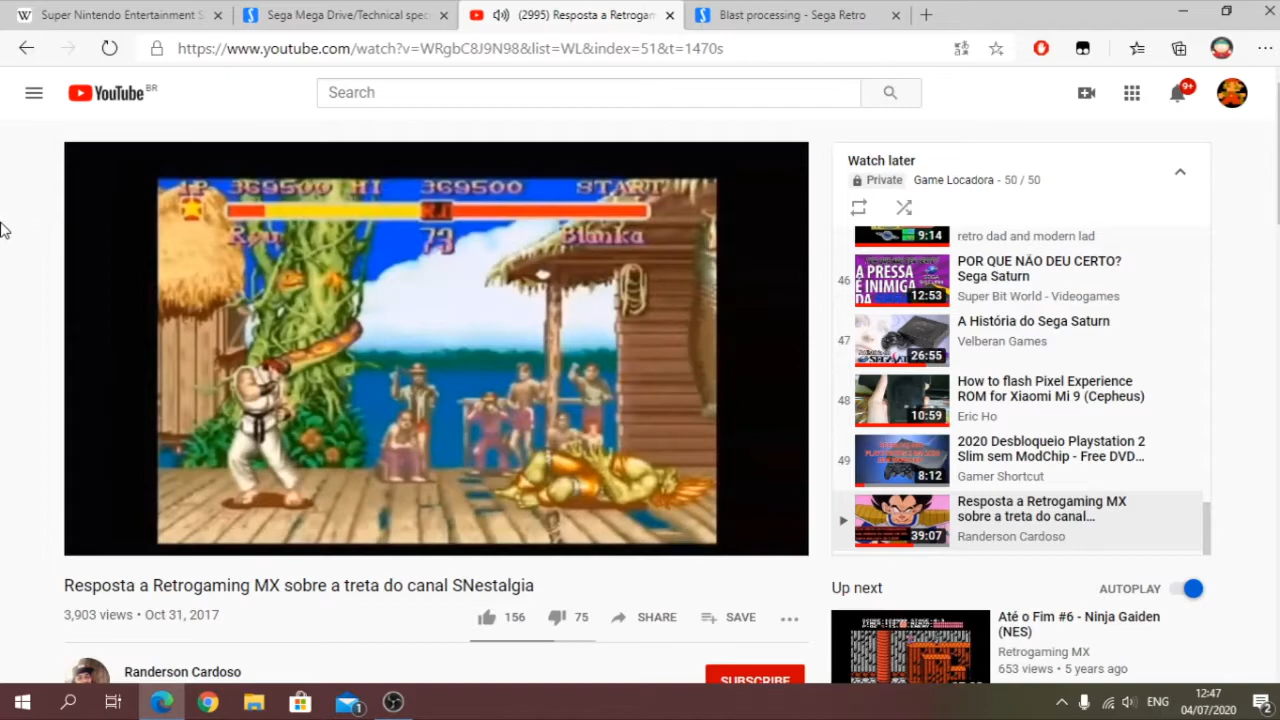 Super Nintendo Entertainment S
Sega Mega Drive/Technical spec
(2995) Resposta a Retrogam
Blast processing - Sega Retro
https://www.youtube.com/watch?v=WRgbC8J9N98&list=WL&index=51&t=1470s
YouTube BR
Search
9+
1P 369500 HI 369500 START
KO
Ryu 73 Blanka
Watch later
Private Game Locadora - 50 / 50
9:14
retro dad and modern lad
46
A PRESSA
É INIMIGA
DA
12:53
POR QUE NÃO DEU CERTO?
Sega Saturn
Super Bit World - Videogames
47
26:55
A História do Sega Saturn
Velberan Games
48
10:59
How to flash Pixel Experience
ROM for Xiaomi Mi 9 (Cepheus)
Eric Ho
49
8:12
2020 Desbloqueio Playstation 2
Slim sem ModChip - Free DVD...
Gamer Shortcut
39:07
Resposta a Retrogaming MX
sobre a treta do canal...
Randerson Cardoso
Resposta a Retrogaming MX sobre a treta do canal SNestalgia
3,903 views • Oct 31, 2017
156 75 SHARE SAVE
Randerson Cardoso
SUBSCRIBE
Up next
AUTOPLAY
Até o Fim #6 - Ninja Gaiden
(NES)
Retrogaming MX
653 views • 5 years ago
1
ENG
12:47
04/07/2020
2